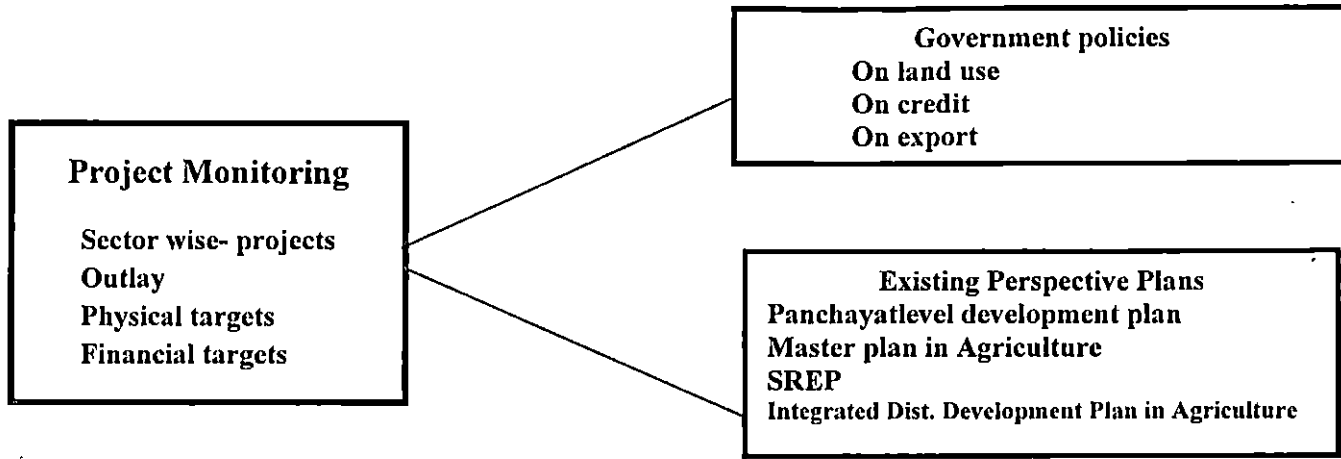 Project Monitoring
Sector wise- projects
Outlay
Physical targets
Financial targets
Government policies
On land use
On credit
On export
Existing Perspective Plans
Panchayatlevel development plan
Master plan in Agriculture
SREP
Integrated Dist. Development Plan in Agriculture